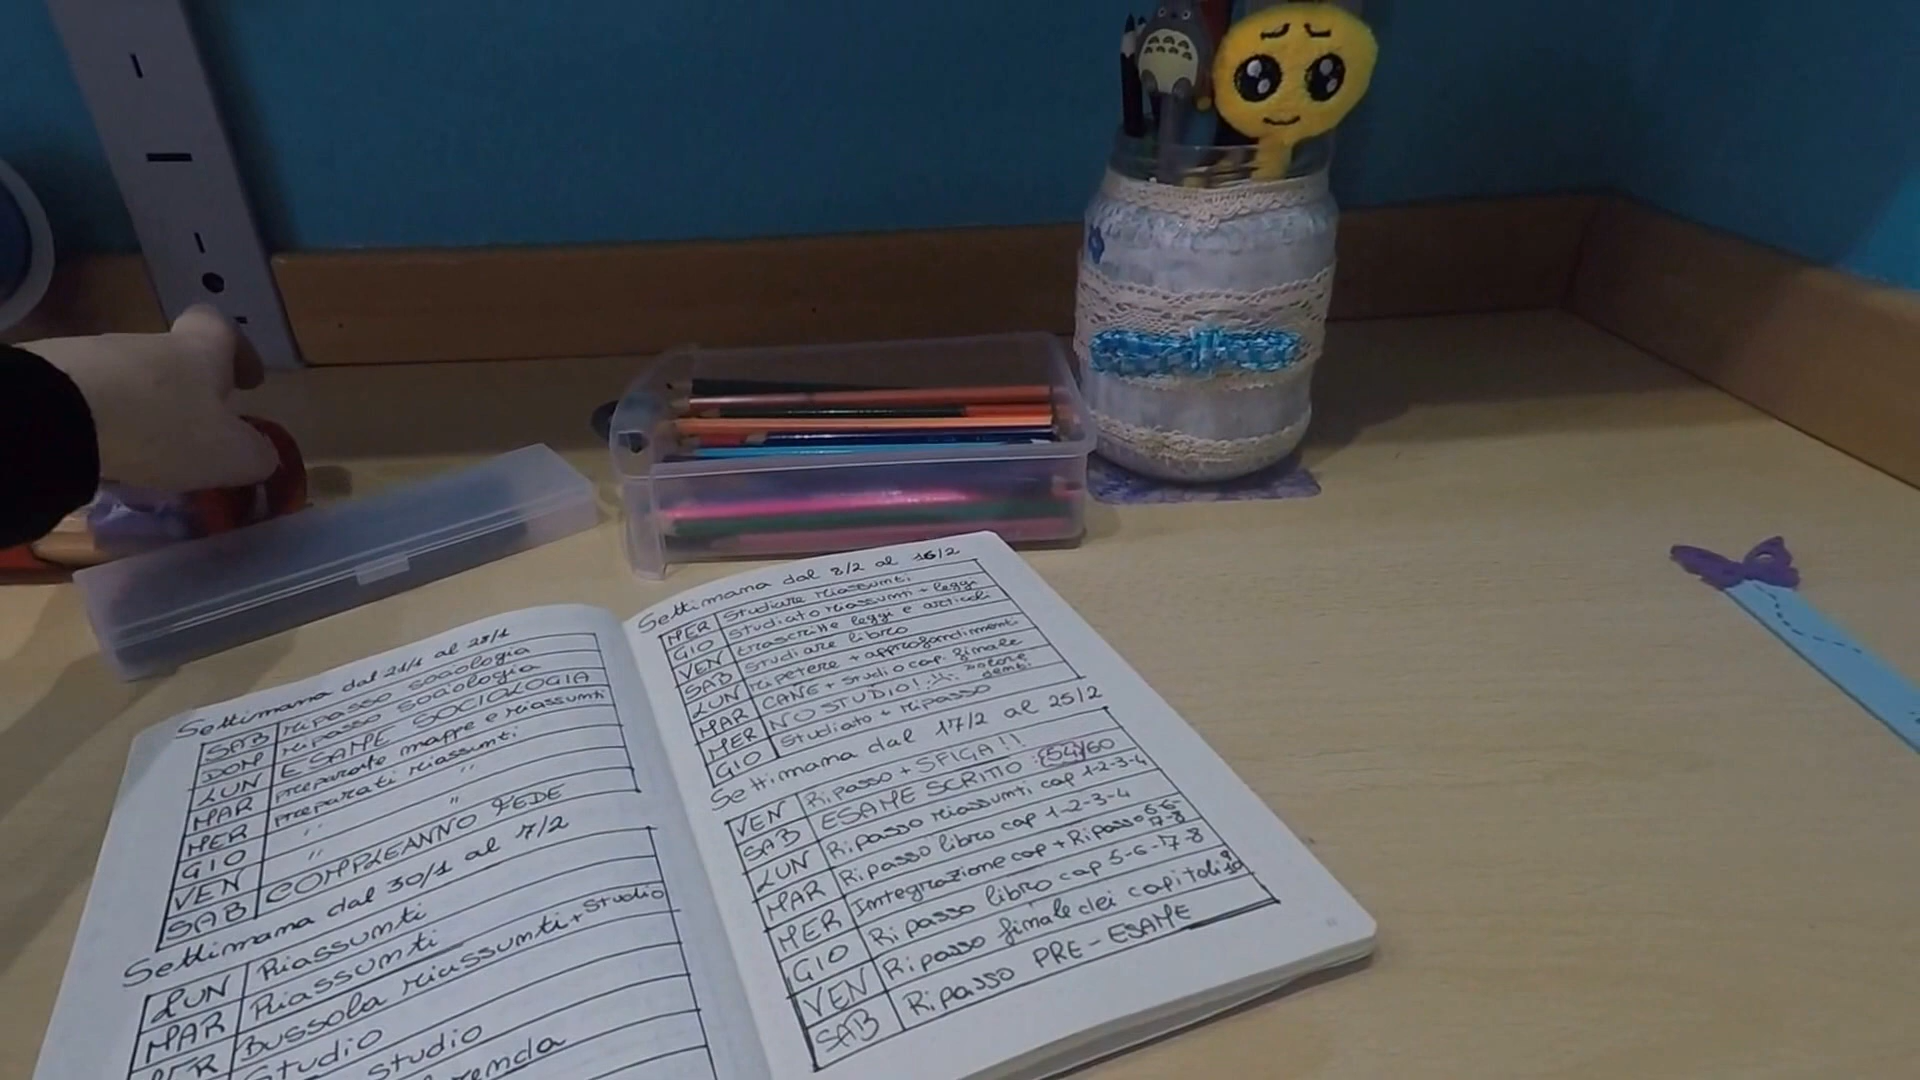 Settimana dal 21/1 al 28/1
SAB ripasso sociologia
DOM ripasso sociologia
LUN ESAME SOCIOLOGIA
MAR preparate mappe e riassunti
MER preparati riassunti
GIO " "
VEN " "
SAB COMPLEANNO FEDE
Settimana dal 30/1 al 7/2
LUN Riassunti
MAR Riassunti
MER Bussola riassunti + studio
studio
studio
Settimana dal 8/2 al 16/2
MER Studiare riassunti
GIO studiato riassunti + leggi
VEN trascritte leggi e articoli
SAB studiare libro
LUN ripetere + approfondimenti
MAR CANE + studio cap. finale
MER NO STUDIO!! dolore denti
GIO studiato + ripasso
Settimana dal 17/2 al 25/2
VEN Ripasso + SFIGA!!
SAB ESAME SCRITTO: 54/60
LUN Ripasso riassunti cap 1-2-3-4
MAR Ripasso libro cap 1-2-3-4
MER Integrazione cap + Ripasso 5-6-7-8
GIO Ripasso libro cap 5-6-7-8
VEN Ripasso finale dei capitoli 9 10
SAB Ripasso PRE-ESAME